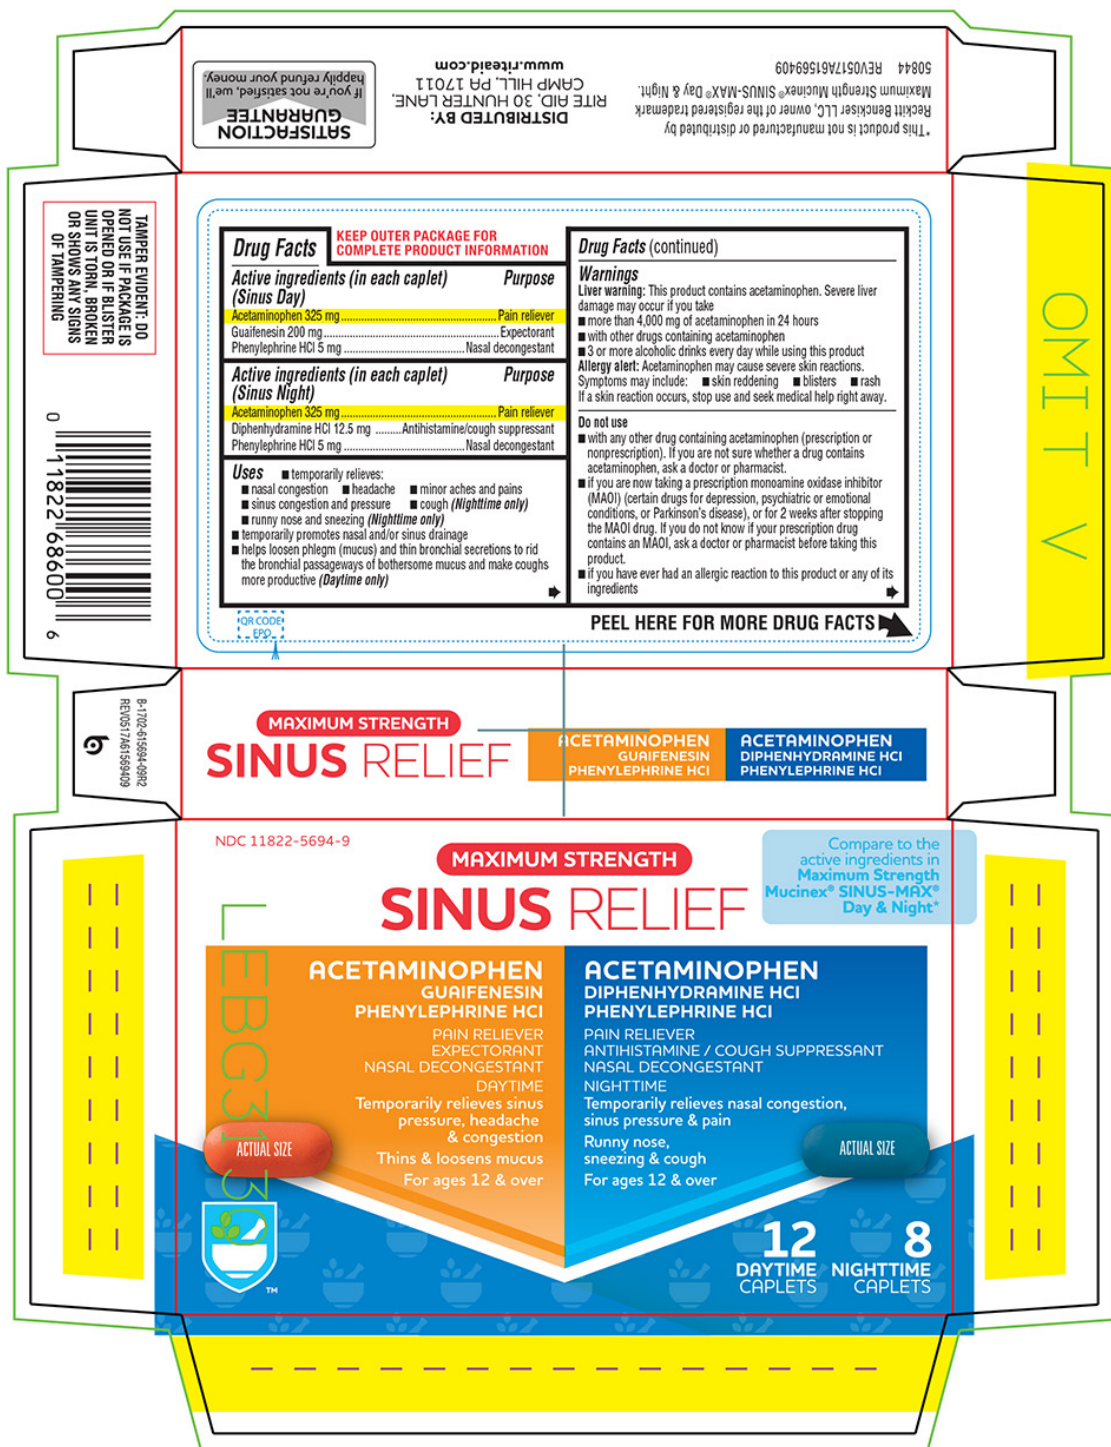 *This product is not manufactured or distributed by
Reckitt Benckiser LLC, owner of the registered trademark
Maximum Strength Mucinex® SINUS-MAX® Day & Night.
50844 REV0517A61569409
DISTRIBUTED BY:
RITE AID, 30 HUNTER LANE,
CAMP HILL, PA 17011
www.riteaid.com
SATISFACTION
GUARANTEE
If you're not satisfied, we'll
happily refund your money.
TAMPER EVIDENT: DO
NOT USE IF PACKAGE IS
OPENED OR IF BLISTER
UNIT IS TORN, BROKEN
OR SHOWS ANY SIGNS
OF TAMPERING
0 11822 68600 6
Drug Facts
KEEP OUTER PACKAGE FOR
COMPLETE PRODUCT INFORMATION
Active ingredients (in each caplet) Purpose
(Sinus Day)
Acetaminophen 325 mg Pain reliever
Guaifenesin 200 mg Expectorant
Phenylephrine HCl 5 mg Nasal decongestant
Active ingredients (in each caplet) Purpose
(Sinus Night)
Acetaminophen 325 mg Pain reliever
Diphenhydramine HCl 12.5 mg Antihistamine/cough suppressant
Phenylephrine HCl 5 mg Nasal decongestant
Uses ■ temporarily relieves:
■ nasal congestion ■ headache ■ minor aches and pains
■ sinus congestion and pressure ■ cough (Nighttime only)
■ runny nose and sneezing (Nighttime only)
■ temporarily promotes nasal and/or sinus drainage
■ helps loosen phlegm (mucus) and thin bronchial secretions to rid
the bronchial passageways of bothersome mucus and make coughs
more productive (Daytime only)
Drug Facts (continued)
Warnings
Liver warning: This product contains acetaminophen. Severe liver
damage may occur if you take
■ more than 4,000 mg of acetaminophen in 24 hours
■ with other drugs containing acetaminophen
■ 3 or more alcoholic drinks every day while using this product
Allergy alert: Acetaminophen may cause severe skin reactions.
Symptoms may include: ■ skin reddening ■ blisters ■ rash
If a skin reaction occurs, stop use and seek medical help right away.
Do not use
■ with any other drug containing acetaminophen (prescription or
nonprescription). If you are not sure whether a drug contains
acetaminophen, ask a doctor or pharmacist.
■ if you are now taking a prescription monoamine oxidase inhibitor
(MAOI) (certain drugs for depression, psychiatric or emotional
conditions, or Parkinson's disease), or for 2 weeks after stopping
the MAOI drug. If you do not know if your prescription drug
contains an MAOI, ask a doctor or pharmacist before taking this
product.
■ if you have ever had an allergic reaction to this product or any of its
ingredients
QR CODE
EPO
PEEL HERE FOR MORE DRUG FACTS
OMIT V
B-1702-615694-09R2
REV0517A61569409
b
MAXIMUM STRENGTH
SINUS RELIEF
ACETAMINOPHEN
GUAIFENESIN
PHENYLEPHRINE HCl
ACETAMINOPHEN
DIPHENHYDRAMINE HCl
PHENYLEPHRINE HCl
NDC 11822-5694-9
MAXIMUM STRENGTH
SINUS RELIEF
Compare to the
active ingredients in
Maximum Strength
Mucinex® SINUS-MAX®
Day & Night*
ACETAMINOPHEN
GUAIFENESIN
PHENYLEPHRINE HCl
PAIN RELIEVER
EXPECTORANT
NASAL DECONGESTANT
DAYTIME
Temporarily relieves sinus
pressure, headache
& congestion
Thins & loosens mucus
For ages 12 & over
ACTUAL SIZE
ACETAMINOPHEN
DIPHENHYDRAMINE HCl
PHENYLEPHRINE HCl
PAIN RELIEVER
ANTIHISTAMINE / COUGH SUPPRESSANT
NASAL DECONGESTANT
NIGHTTIME
Temporarily relieves nasal congestion,
sinus pressure & pain
Runny nose,
sneezing & cough
For ages 12 & over
ACTUAL SIZE
12
DAYTIME
CAPLETS
8
NIGHTTIME
CAPLETS
TM